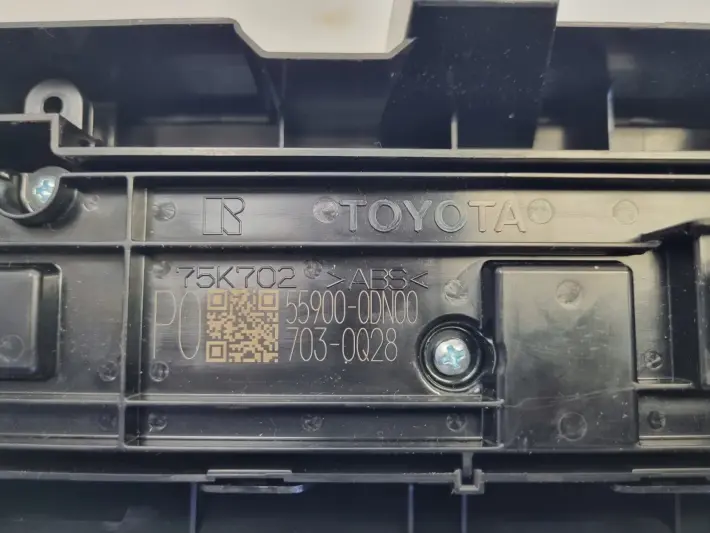 R TOYOTA
75K702 >ABS<
PO 55900-0DN00
703-0Q28